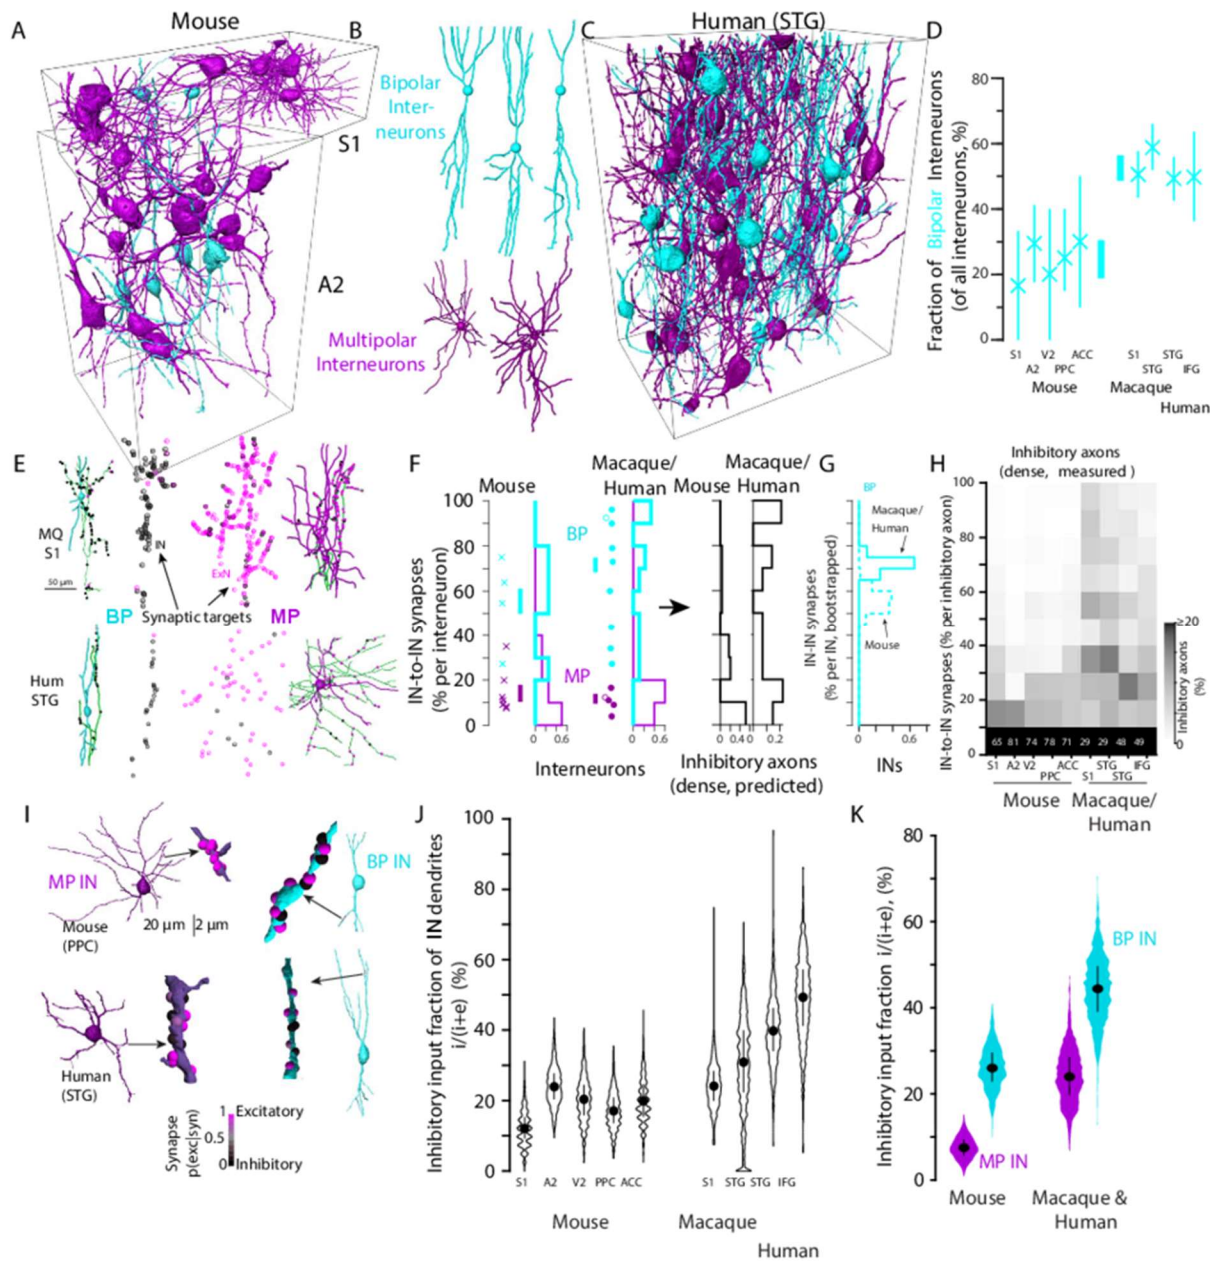 A
Mouse
B
C
Human (STG)
D
Bipolar
Inter-
neurons
S1
A2
Multipolar
Interneurons
Fraction of Bipolar Interneurons
(of all interneurons, %)
80
60
40
20
0
S1 V2 ACC
A2 PPC
Mouse
S1 STG
STG IFG
Macaque
Human
E
MQ
S1
50 µm
IN
ExN
BP
Synaptic targets
MP
Hum
STG
F
Mouse
Macaque/
Human
Macaque/
Mouse Human
IN-to-IN synapses
(% per interneuron)
100
80
60
40
20
0
BP
MP
0 0.6
0 0.6
0 0.4 0 0.2
Interneurons
Inhibitory axons
(dense, predicted)
G
BP
Macaque/
Human
Mouse
IN-IN synapses
(% per IN, bootstrapped)
0 0.6
INs
H
Inhibitory axons
(dense, measured )
IN-to-IN synapses (% per inhibitory axon)
100
80
60
40
20
0
65 81 74 78 71 29 29 48 49
S1 A2 V2 ACC STG IFG
PPC S1 STG
Mouse Macaque/
Human
≥20
0
Inhibitory axons
(%)
I
MP IN
Mouse
(PPC)
20 µm 2 µm
BP IN
Human
(STG)
Synapse
p(exc|syn)
1 Excitatory
0.5
0 Inhibitory
J
Inhibitory input fraction of IN dendrites
i/(i+e) (%)
100
80
60
40
20
0
S1 A2 V2 PPC ACC S1 STG STG IFG
Mouse
Macaque
Human
K
Inhibitory input fraction i/(i+e), (%)
80
60
40
20
0
BP IN
MP IN
Mouse
Macaque &
Human